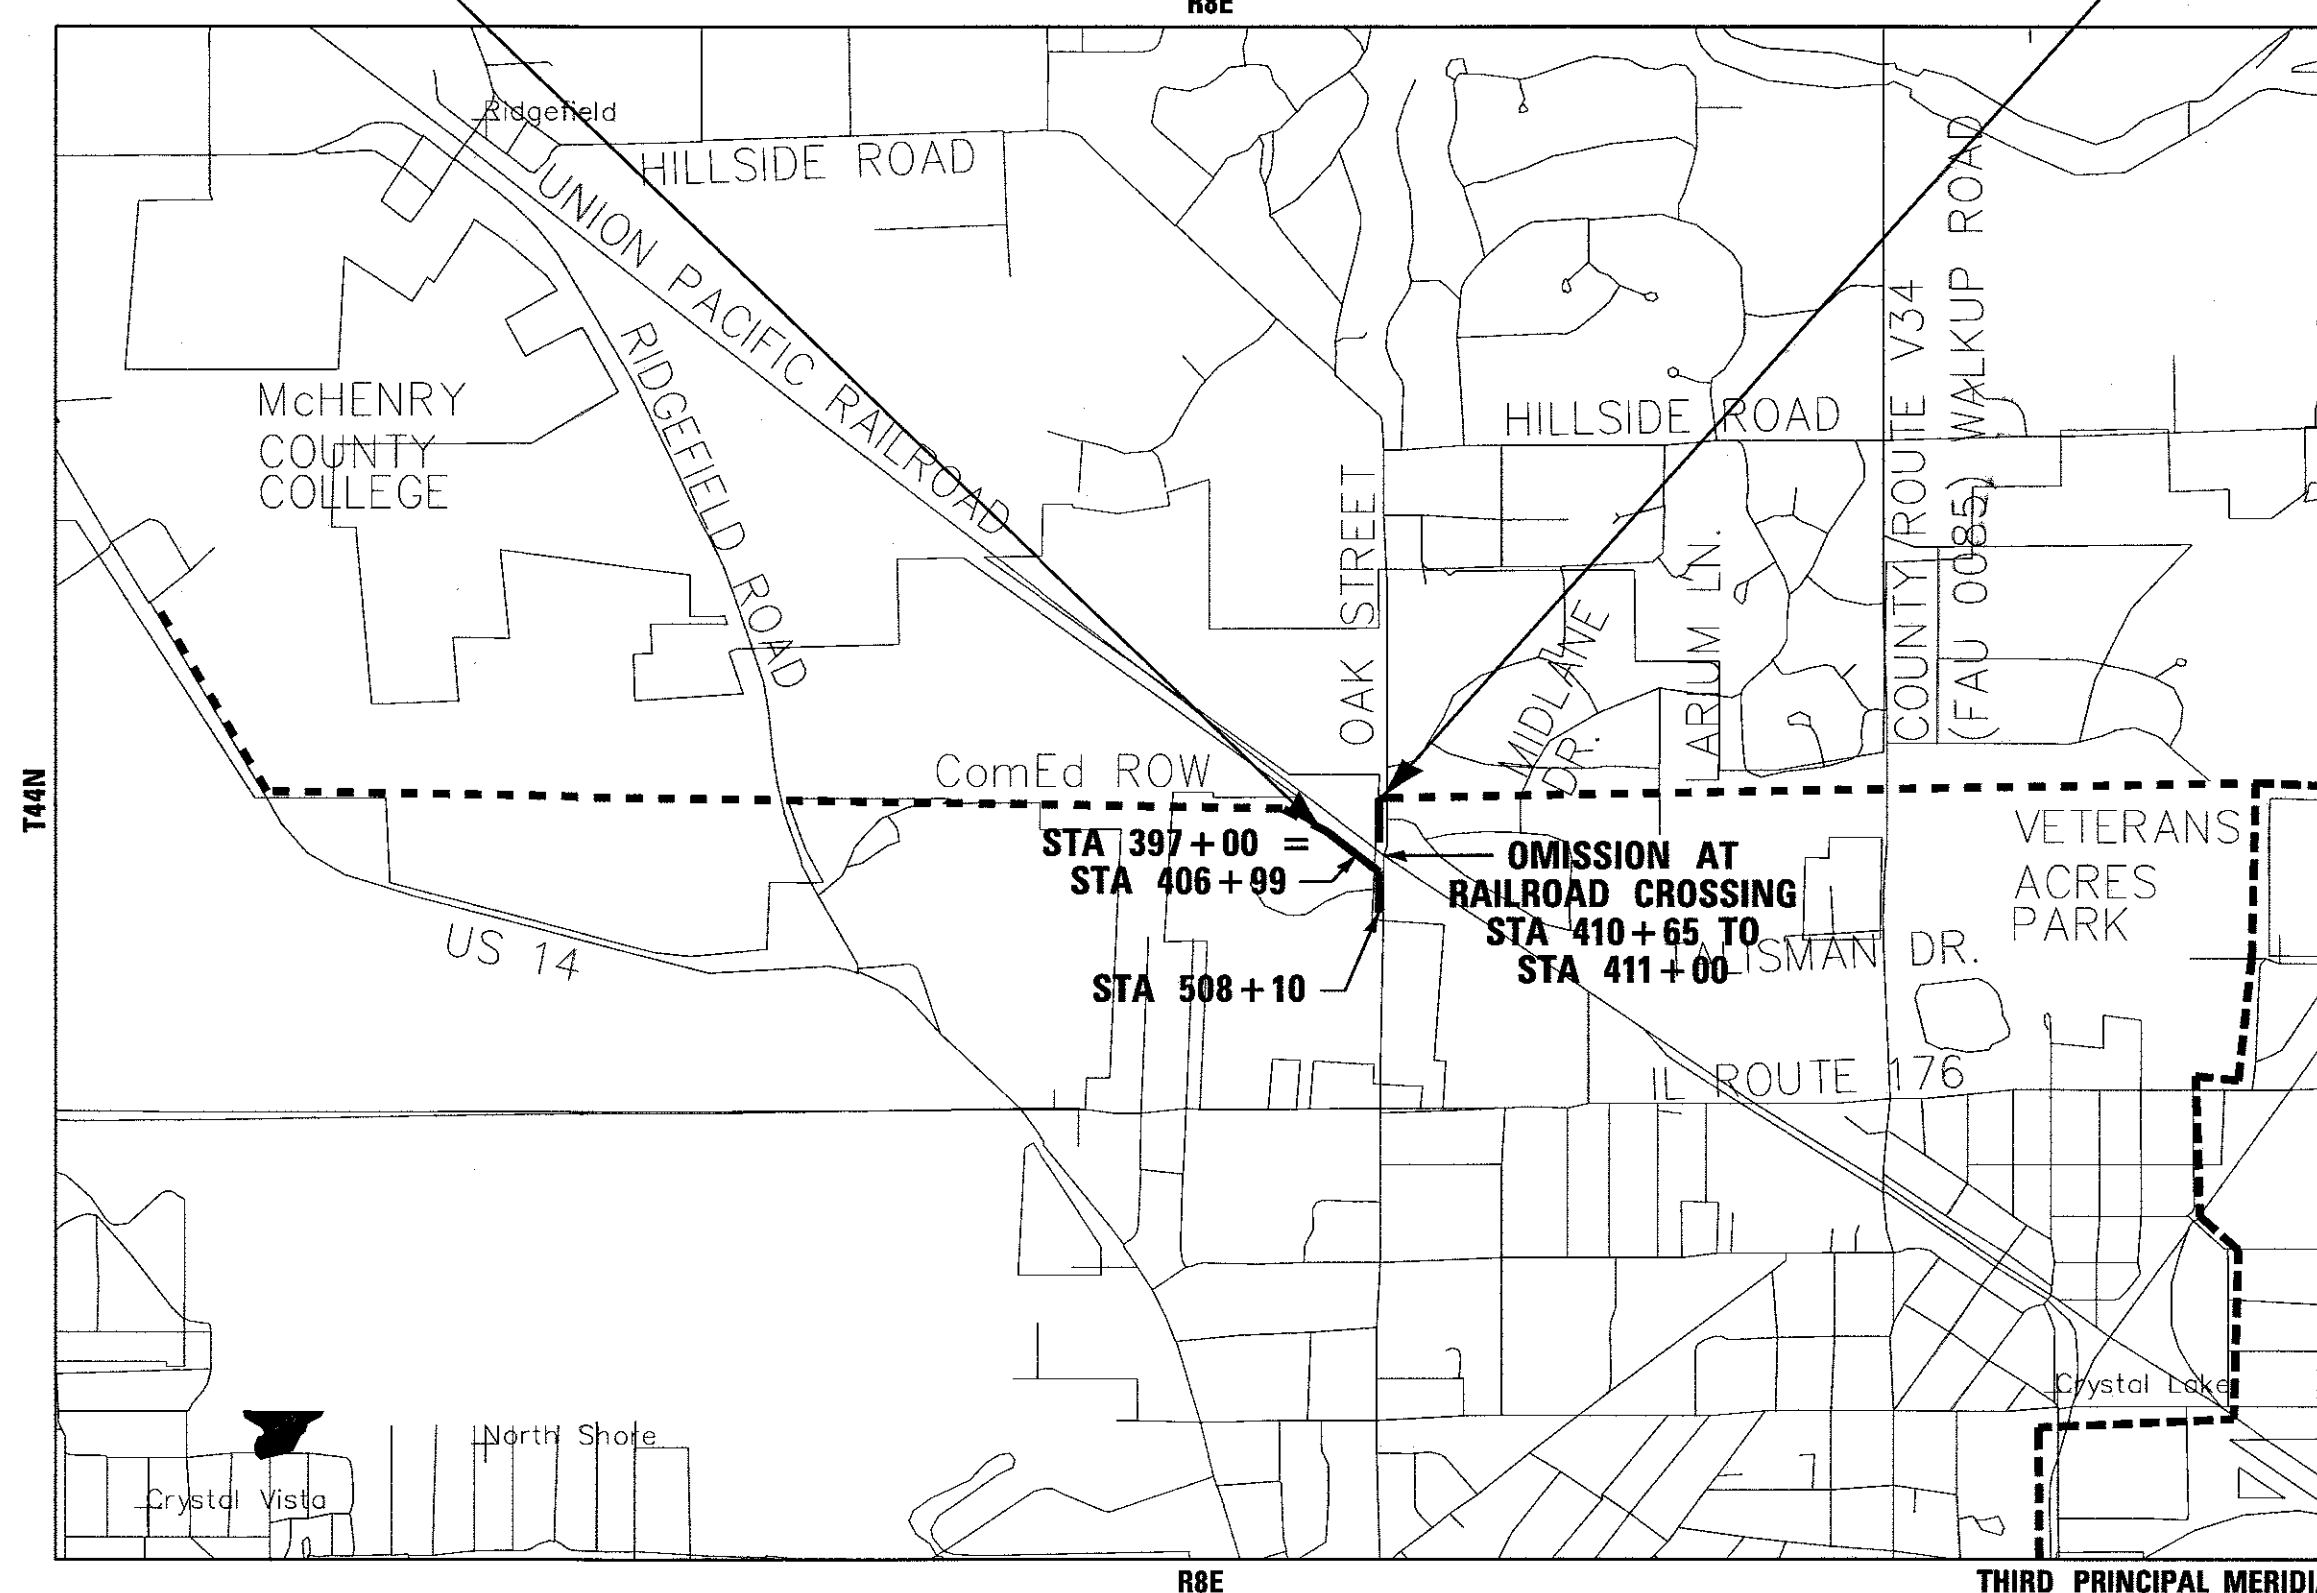 R8E
Ridgefield
HILLSIDE ROAD
UNION PACIFIC RAILROAD
RIDGEFIELD ROAD
McHENRY
COUNTY
COLLEGE
HILLSIDE ROAD
OAK STREET
MIDLANE
DR.
LARUM LN.
COUNTY ROUTE V34
(FAU 0085) WALKUP ROAD
T44N
ComEd ROW
STA 397+00 =
STA 406+99
STA 508+10
OMISSION AT
RAILROAD CROSSING
STA 410+65 TO
STA 411+00
VETERANS
ACRES
PARK
TALISMAN DR.
US 14
IL ROUTE 176
Crystal Lake
North Shore
Crystal Vista
R8E